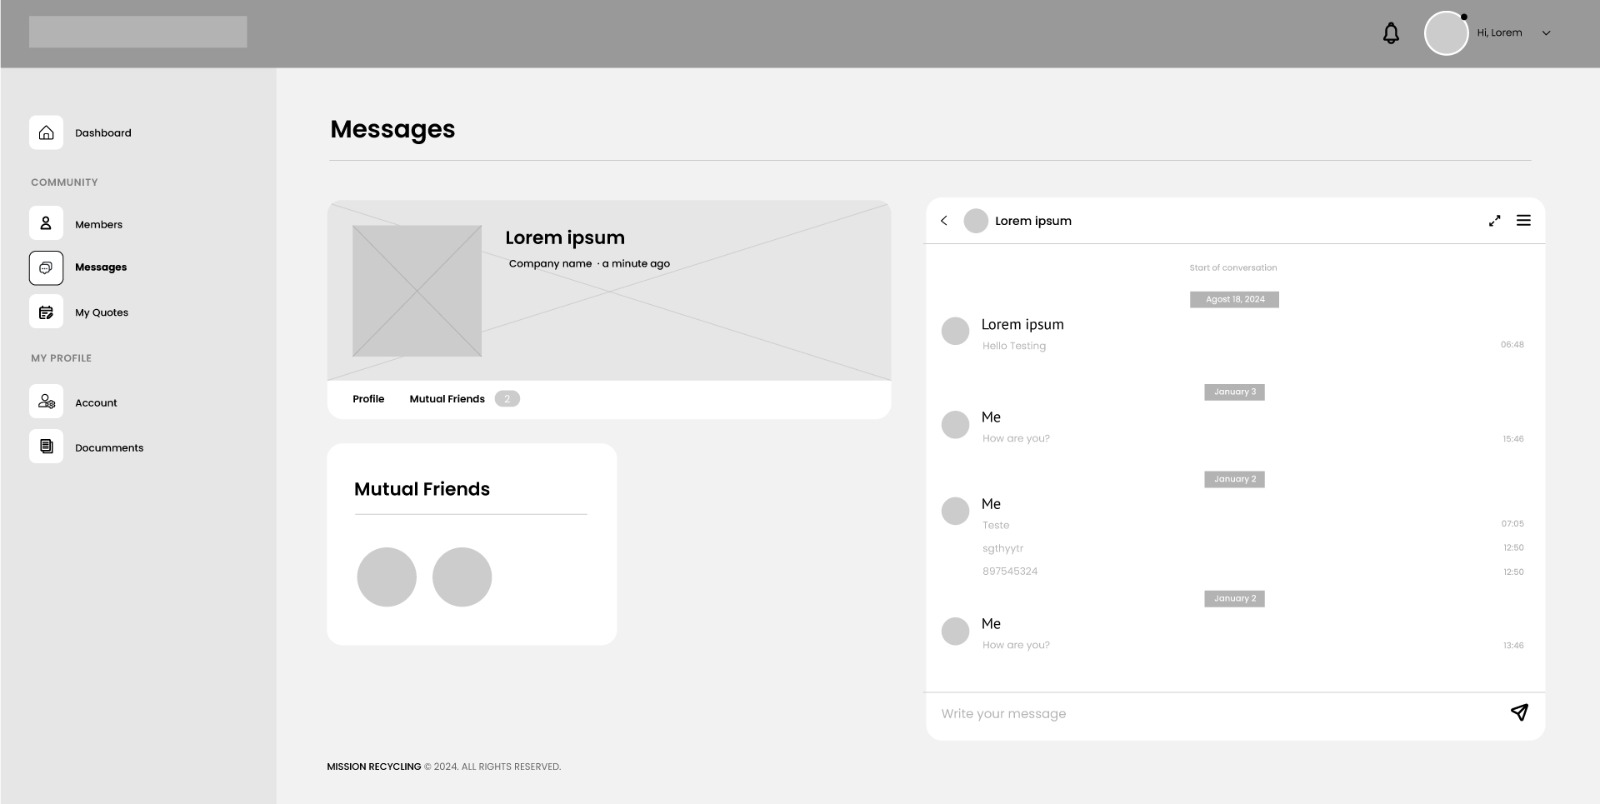 Hi, Lorem
Dashboard
COMMUNITY
Members
Messages
My Quotes
MY PROFILE
Account
Documments
Messages
Lorem ipsum
Company name · a minute ago
Profile
Mutual Friends 2
Mutual Friends
Lorem ipsum
Start of conversation
Agost 18, 2024
Lorem ipsum
Hello Testing 06:48
January 3
Me
How are you? 15:46
January 2
Me
Teste 07:05
sgthyytr 12:50
897545324 12:50
January 2
Me
How are you? 13:46
Write your message
MISSION RECYCLING © 2024. ALL RIGHTS RESERVED.